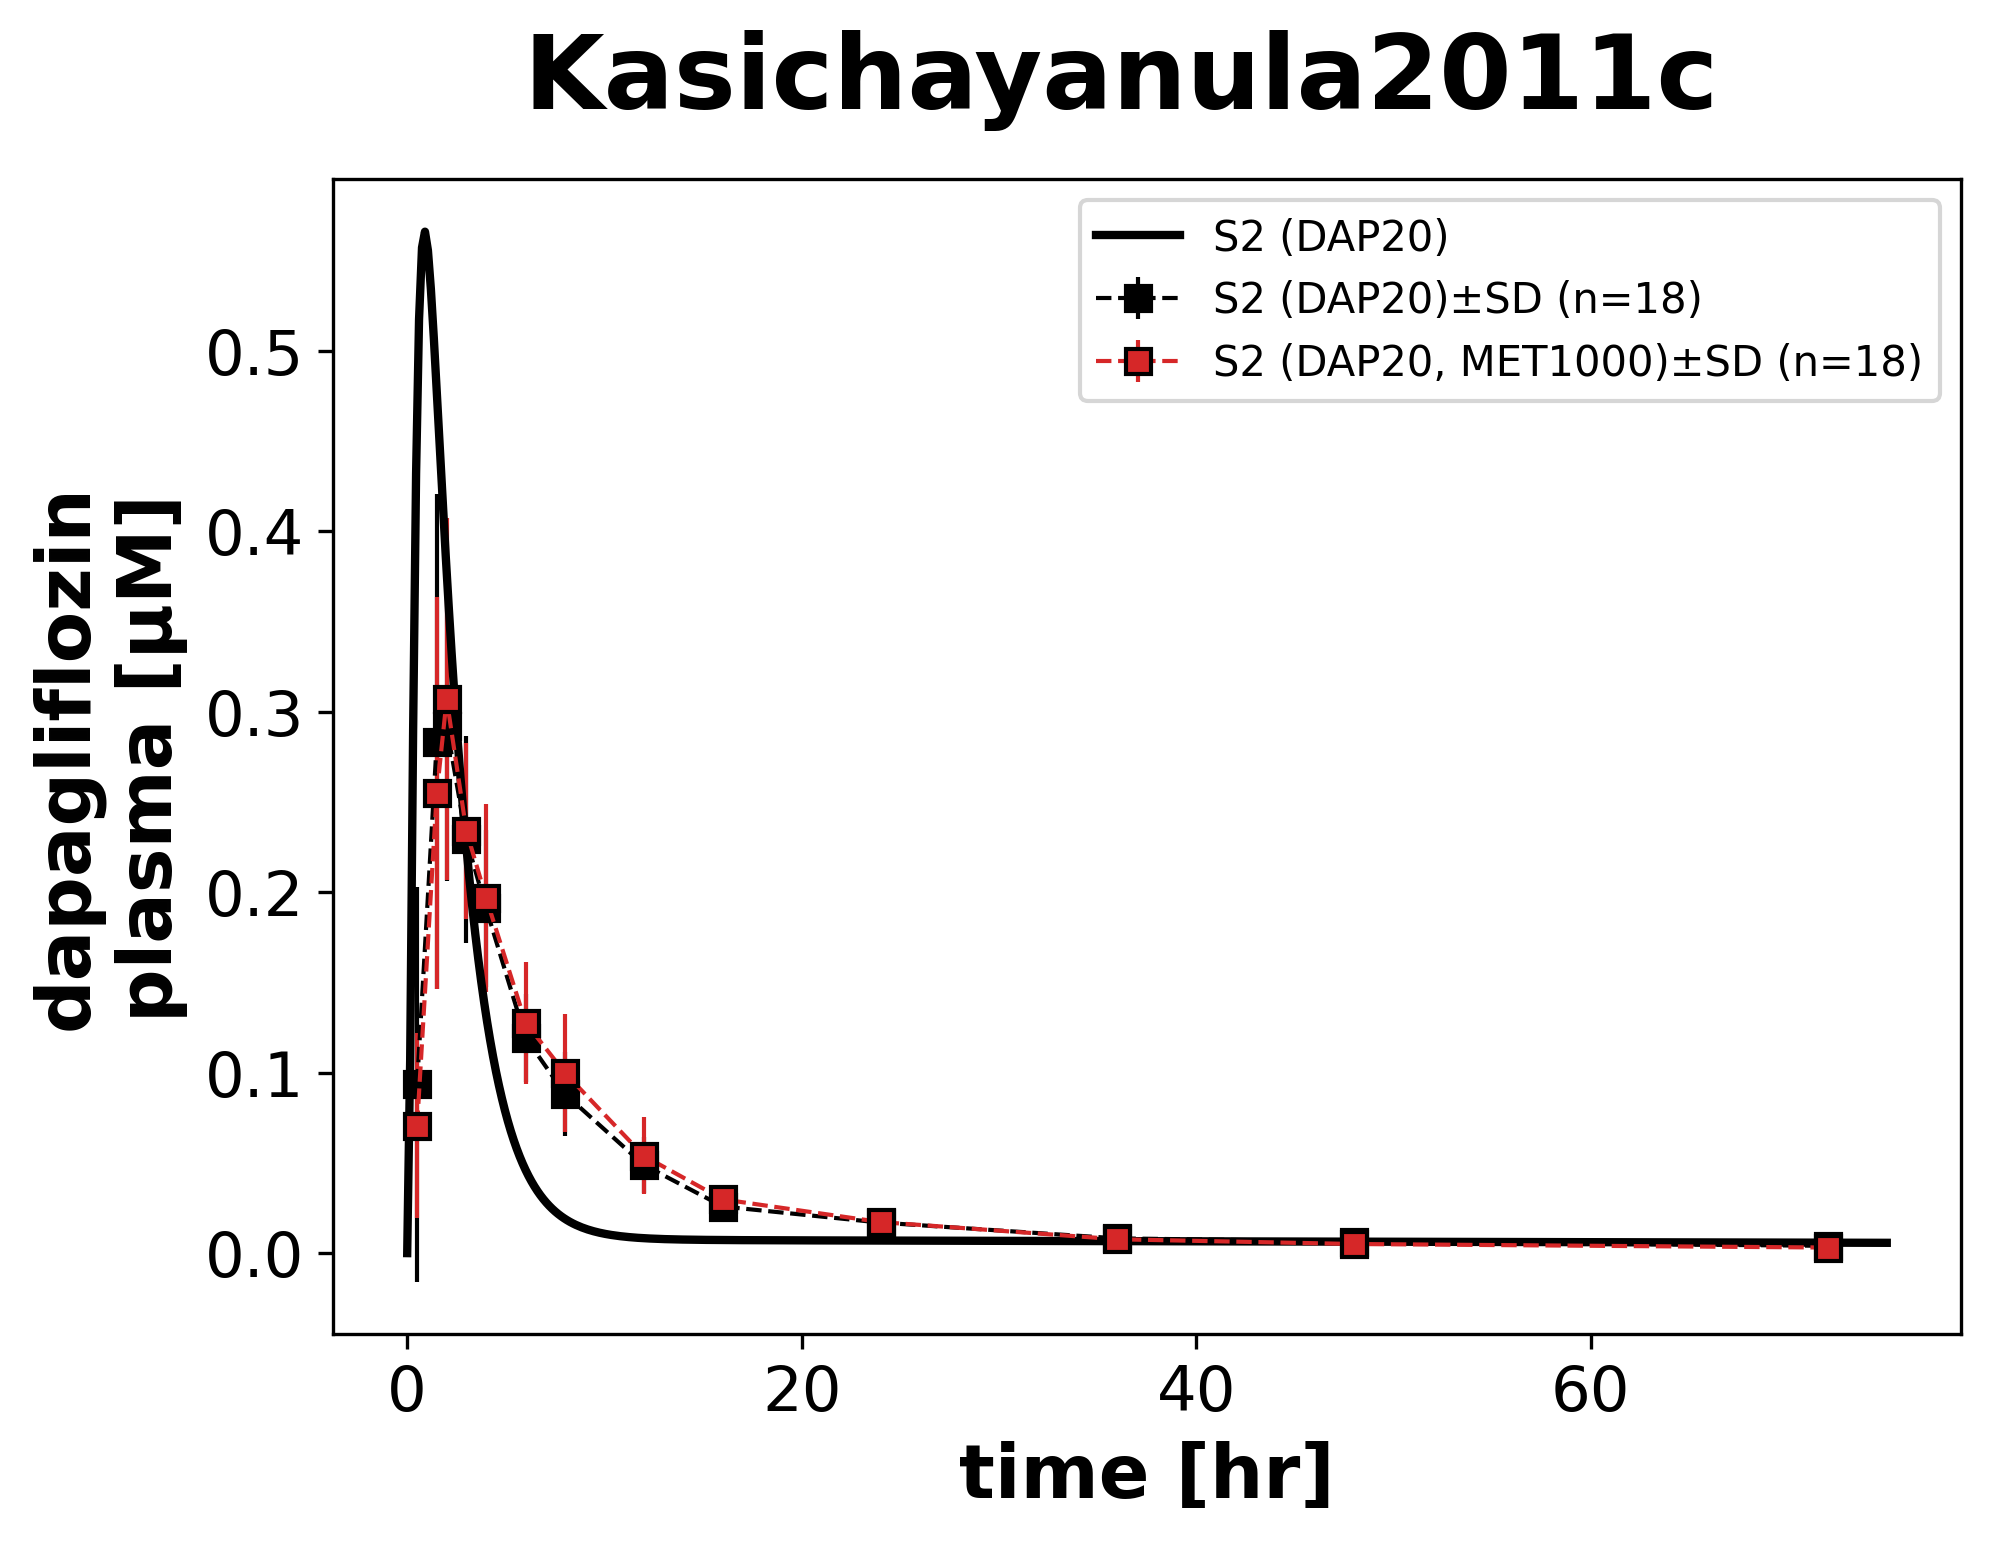 Kasichayanula2011c
S2 (DAP20)
S2 (DAP20)±SD (n=18)
S2 (DAP20, MET1000)±SD (n=18)
dapagliflozin
plasma [µM]
0.5
0.4
0.3
0.2
0.1
0.0
0 20 40 60
time [hr]